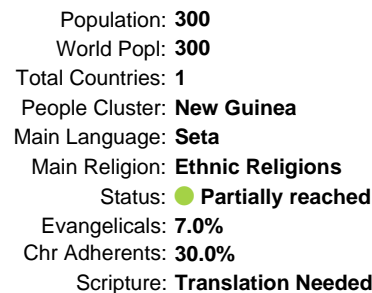 Population: 300
World Popl: 300
Total Countries: 1
People Cluster: New Guinea
Main Language: Seta
Main Religion: Ethnic Religions
Status: Partially reached
Evangelicals: 7.0%
Chr Adherents: 30.0%
Scripture: Translation Needed